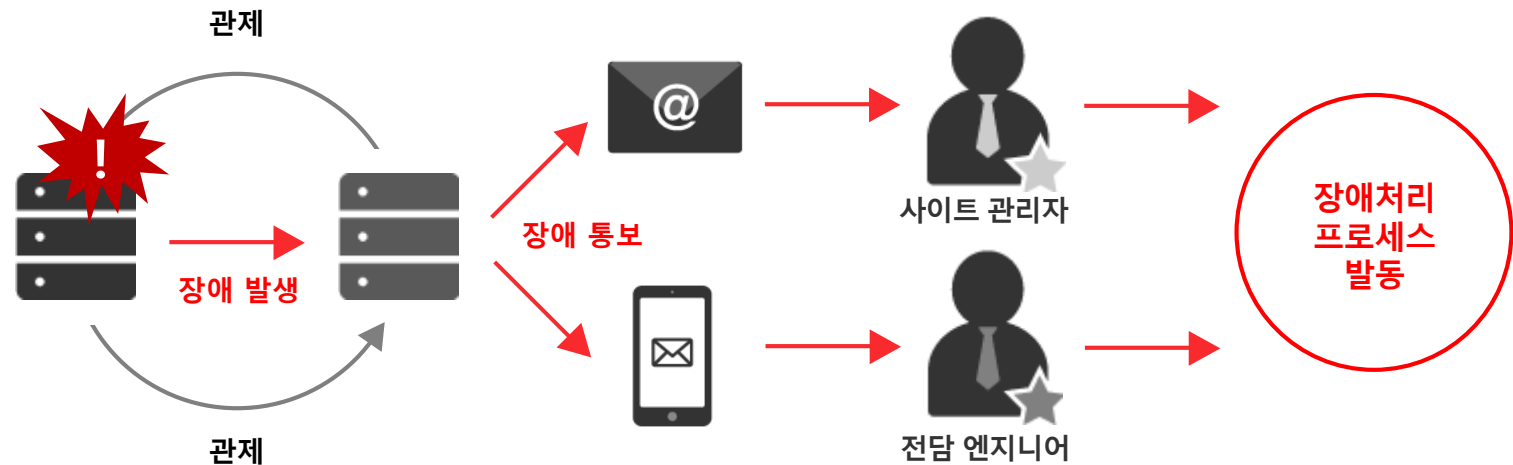 관제
장애 발생
관제
장애 통보
@
사이트 관리자
전담 엔지니어
장애처리
프로세스
발동
!